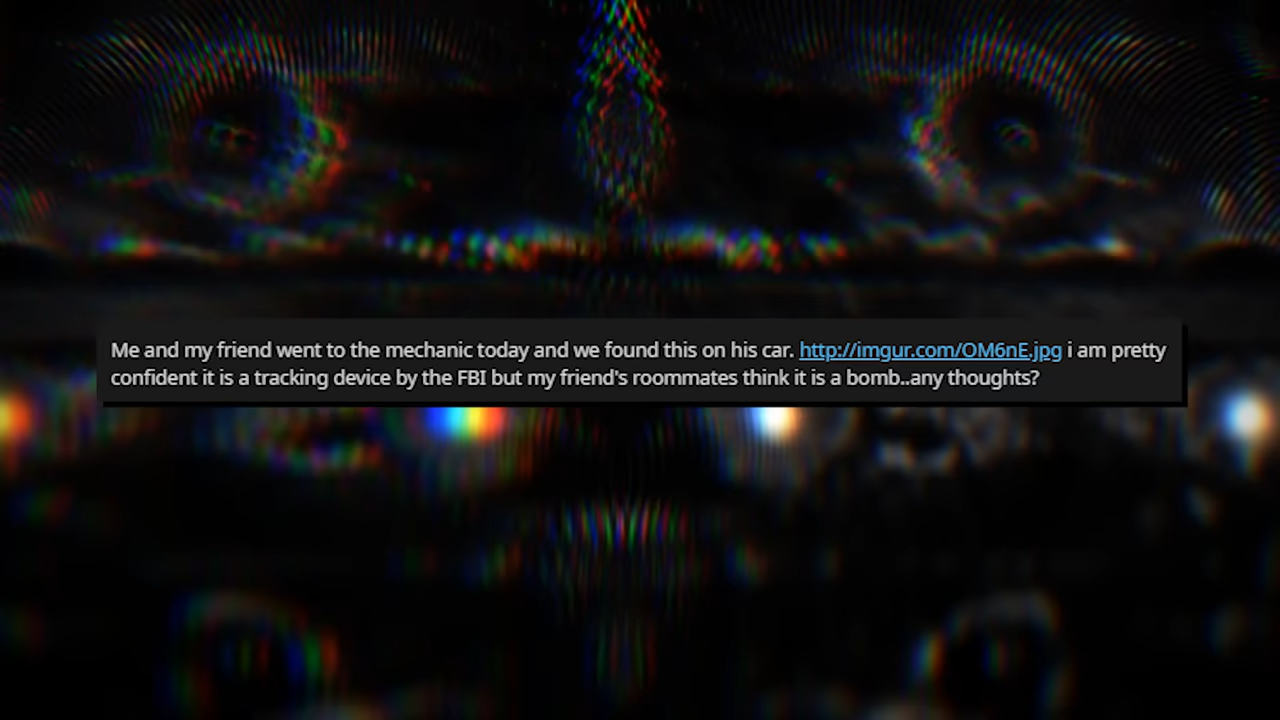 Me and my friend went to the mechanic today and we found this on his car. http://imgur.com/OM6nE.jpg i am pretty
confident it is a tracking device by the FBI but my friend's roommates think it is a bomb..any thoughts?